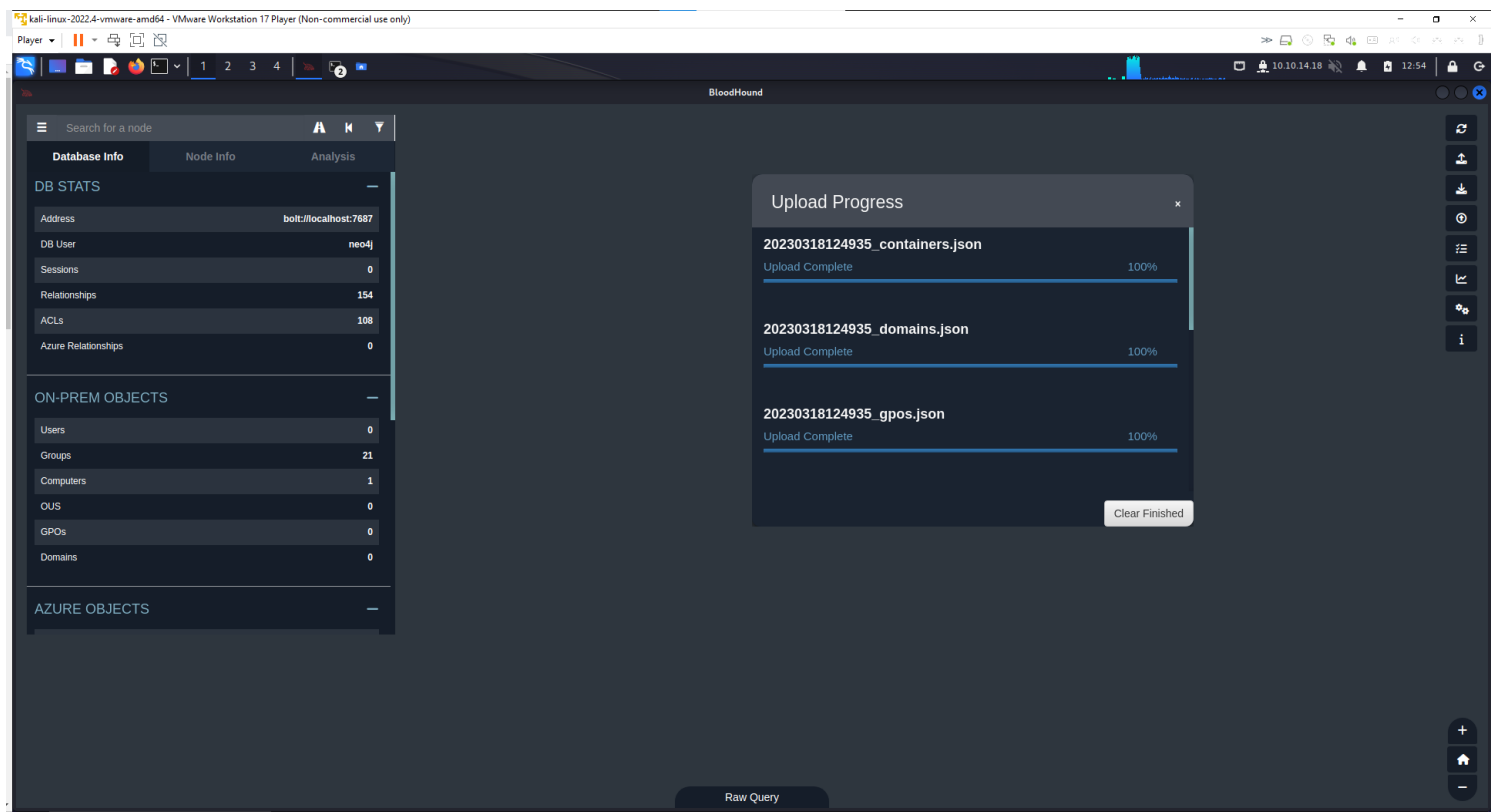 kali-linux-2022.4-vmware-amd64 - VMware Workstation 17 Player (Non-commercial use only)
Player
1 2 3 4 2 10.10.14.18 12:54
BloodHound
Search for a node
Database Info Node Info Analysis
DB STATS
Address bolt://localhost:7687
DB User neo4j
Sessions 0
Relationships 154
ACLs 108
Azure Relationships 0
ON-PREM OBJECTS
Users 0
Groups 21
Computers 1
OUS 0
GPOs 0
Domains 0
AZURE OBJECTS
Upload Progress
20230318124935_containers.json
Upload Complete 100%
20230318124935_domains.json
Upload Complete 100%
20230318124935_gpos.json
Upload Complete 100%
Clear Finished
Raw Query